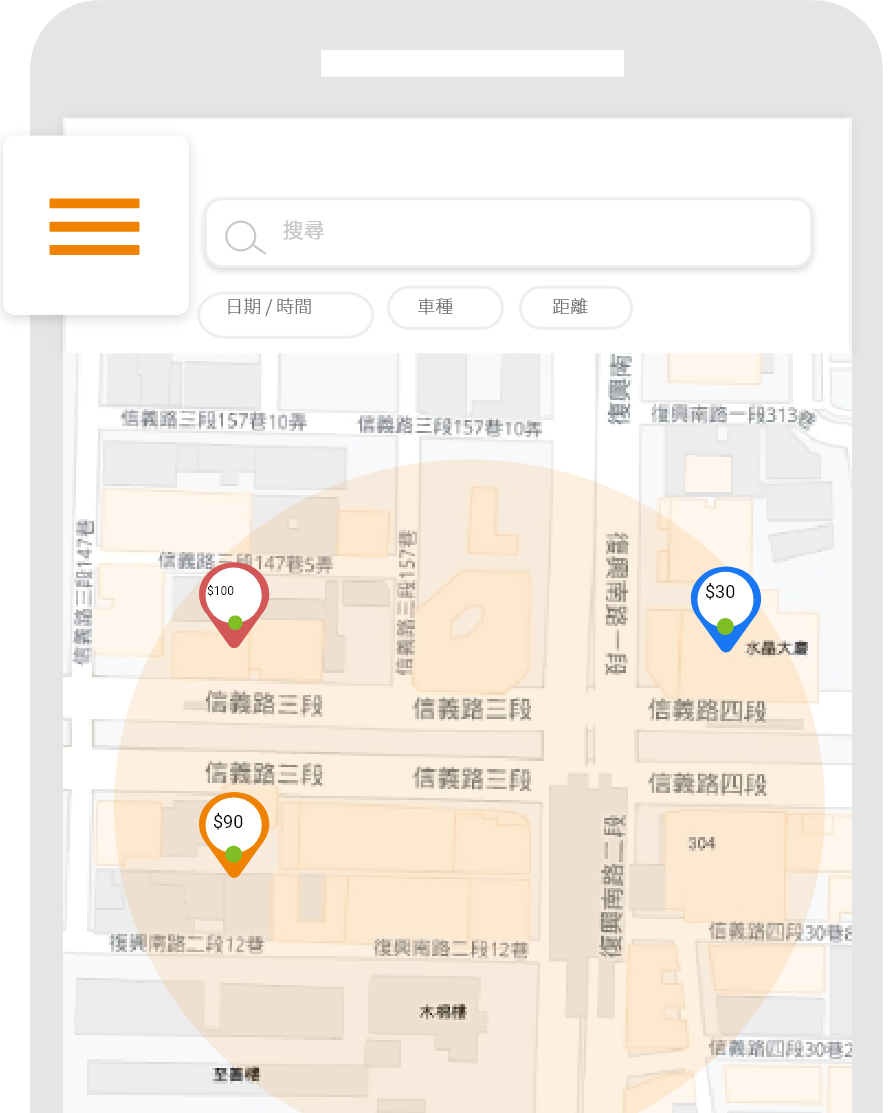 搜尋
日期 / 時間
車種
距離
復興南
信義路三段157巷10弄
信義路三段157巷10弄
復興南路一段313巷
信義路三段147巷
信義路三段147巷5弄
信義路三段157巷
復興南路一段
$100
$30
水晶大廈
信義路三段
信義路三段
信義路四段
信義路三段
信義路三段
信義路四段
$90
304
復興南路二段
復興南路二段12巷
復興南路二段12巷
信義路四段30巷6
木棉樓
信義路四段30巷2
至善樓